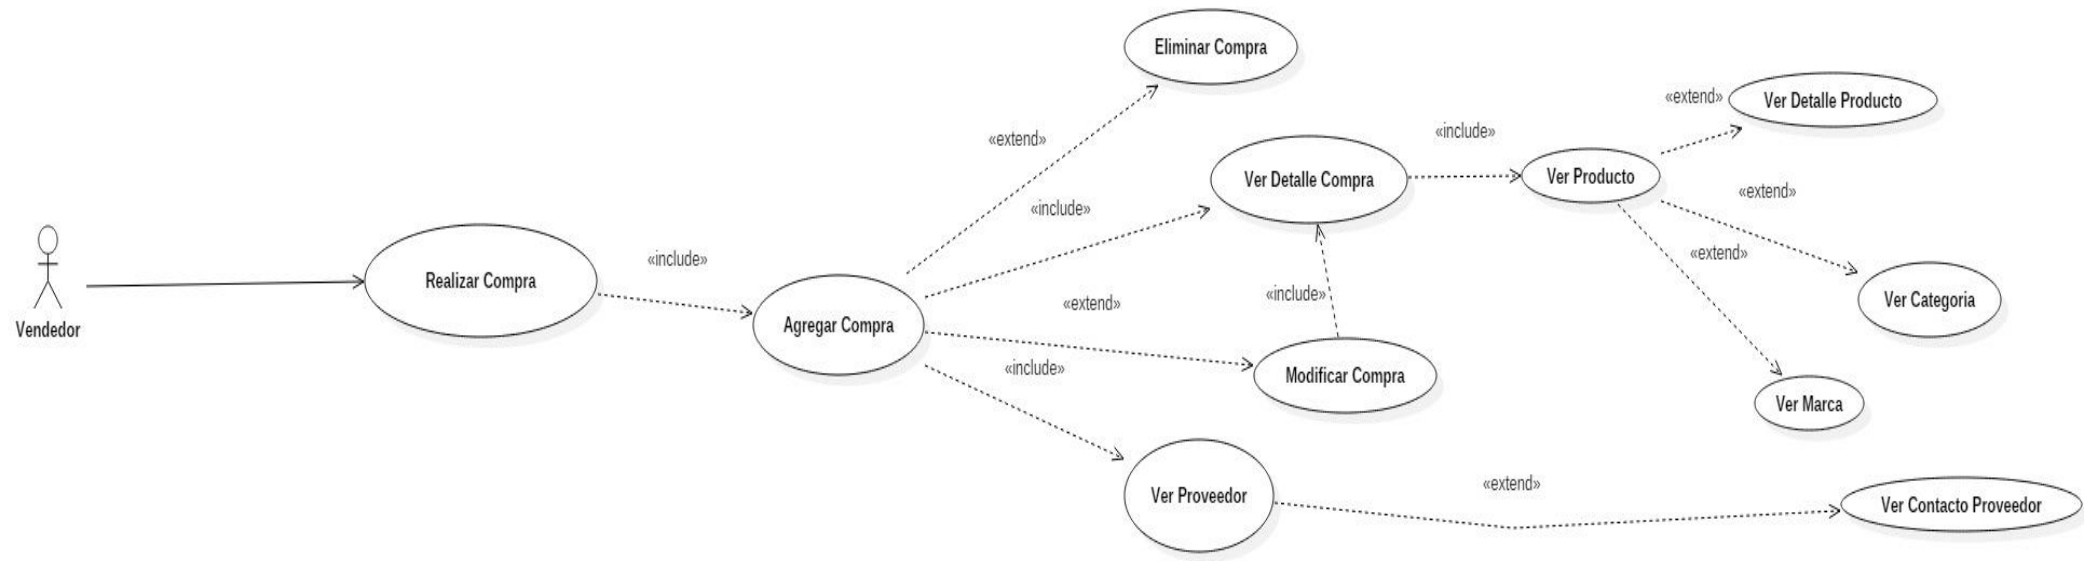 Eliminar Compra
«extend»
Ver Detalle Producto
«extend»
«include»
Ver Detalle Compra
Ver Producto
«extend»
«include»
«extend»
«include»
Realizar Compra
«include»
Ver Categoria
«extend»
Agregar Compra
Vendedor
«include»
Modificar Compra
Ver Marca
«extend»
Ver Proveedor
Ver Contacto Proveedor